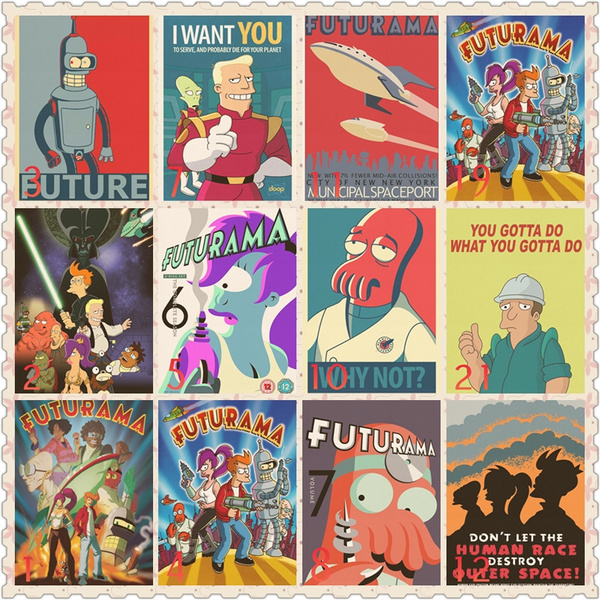 3
FUTURE
I WANT YOU
TO SERVE, AND PROBABLY DIE FOR YOUR PLANET
7
doop
FUTURAMA
NOW WITH 2% FEWER MID-AIR COLLISIONS!
CITY OF NEW NEW YORK
MUNICIPAL SPACEPORT
FUTURAMA
19
2
FUTURAMA
6
5
12
12
WHY NOT?
10
YOU GOTTA DO
WHAT YOU GOTTA DO
21
FUTURAMA
1
FUTURAMA
4
FUTURAMA
VOLUME
7
8
DON'T LET THE
HUMAN RACE
DESTROY
OUTER SPACE!
12